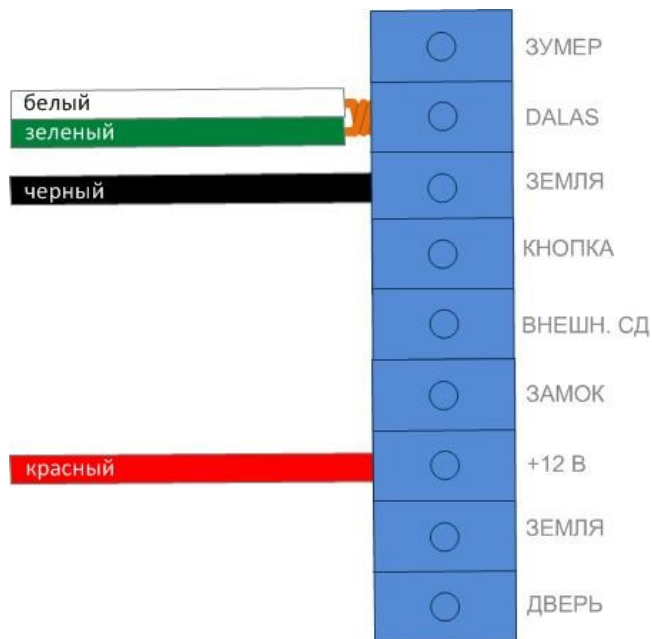 ЗУМЕР
белый
DALAS
зеленый
ЗЕМЛЯ
черный
КНОПКА
ВНЕШН. СД
ЗАМОК
+12 В
красный
ЗЕМЛЯ
ДВЕРЬ